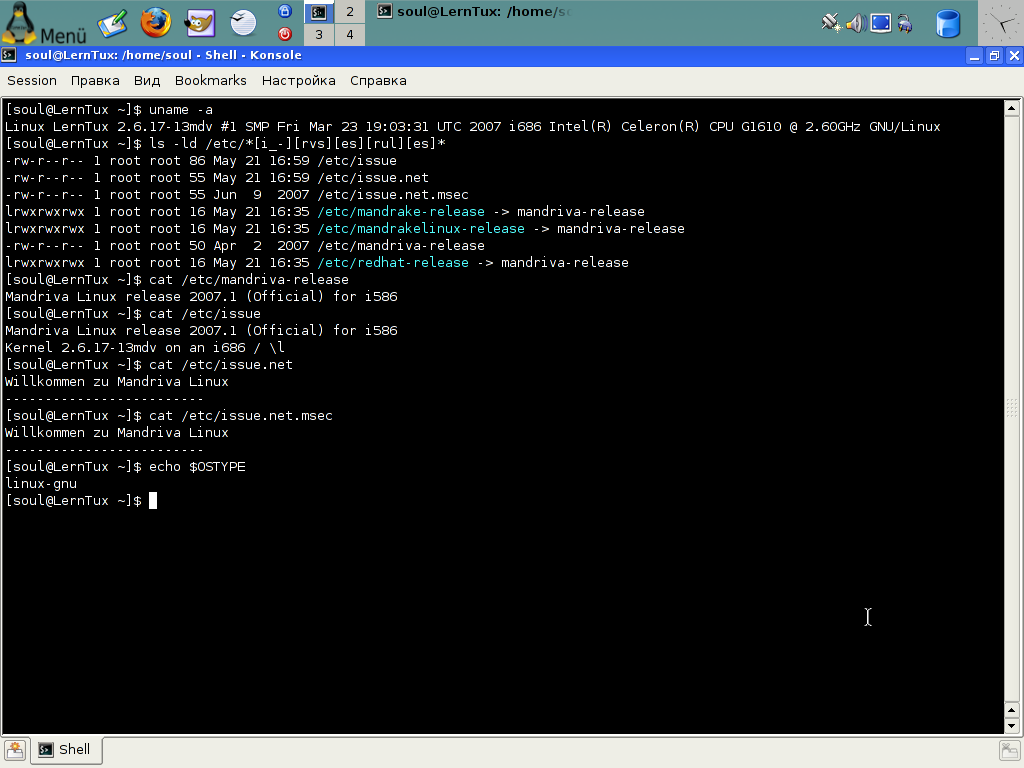 Menü
2
3 4
soul@LernTux: /home/s
soul@LernTux: /home/soul - Shell - Konsole
Session Правка Вид Bookmarks Настройка Справка
[soul@LernTux ~]$ uname -a
Linux LernTux 2.6.17-13mdv #1 SMP Fri Mar 23 19:03:31 UTC 2007 i686 Intel(R) Celeron(R) CPU G1610 @ 2.60GHz GNU/Linux
[soul@LernTux ~]$ ls -ld /etc/*[i_-][rvs][es][rul][es]*
-rw-r--r-- 1 root root 86 May 21 16:59 /etc/issue
-rw-r--r-- 1 root root 55 May 21 16:59 /etc/issue.net
-rw-r--r-- 1 root root 55 Jun  9  2007 /etc/issue.net.msec
lrwxrwxrwx 1 root root 16 May 21 16:35 /etc/mandrake-release -> mandriva-release
lrwxrwxrwx 1 root root 16 May 21 16:35 /etc/mandrakelinux-release -> mandriva-release
-rw-r--r-- 1 root root 50 Apr  2  2007 /etc/mandriva-release
lrwxrwxrwx 1 root root 16 May 21 16:35 /etc/redhat-release -> mandriva-release
[soul@LernTux ~]$ cat /etc/mandriva-release
Mandriva Linux release 2007.1 (Official) for i586
[soul@LernTux ~]$ cat /etc/issue
Mandriva Linux release 2007.1 (Official) for i586
Kernel 2.6.17-13mdv on an i686 / \l
[soul@LernTux ~]$ cat /etc/issue.net
Willkommen zu Mandriva Linux
-------------------------
[soul@LernTux ~]$ cat /etc/issue.net.msec
Willkommen zu Mandriva Linux
-------------------------
[soul@LernTux ~]$ echo $OSTYPE
linux-gnu
[soul@LernTux ~]$
Shell